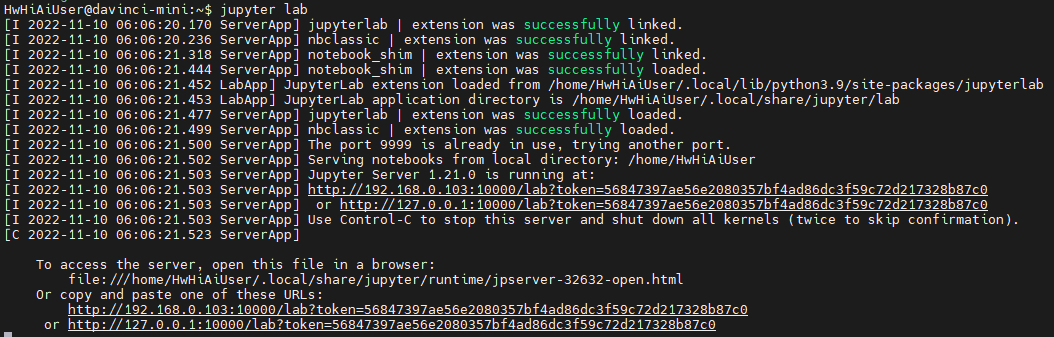 HwHiAiUser@davinci-mini:~$ jupyter lab
[I 2022-11-10 06:06:20.170 ServerApp] jupyterlab | extension was successfully linked.
[I 2022-11-10 06:06:20.236 ServerApp] nbclassic | extension was successfully linked.
[I 2022-11-10 06:06:21.318 ServerApp] notebook_shim | extension was successfully linked.
[I 2022-11-10 06:06:21.444 ServerApp] notebook_shim | extension was successfully loaded.
[I 2022-11-10 06:06:21.452 LabApp] JupyterLab extension loaded from /home/HwHiAiUser/.local/lib/python3.9/site-packages/jupyterlab
[I 2022-11-10 06:06:21.453 LabApp] JupyterLab application directory is /home/HwHiAiUser/.local/share/jupyter/lab
[I 2022-11-10 06:06:21.477 ServerApp] jupyterlab | extension was successfully loaded.
[I 2022-11-10 06:06:21.499 ServerApp] nbclassic | extension was successfully loaded.
[I 2022-11-10 06:06:21.500 ServerApp] The port 9999 is already in use, trying another port.
[I 2022-11-10 06:06:21.502 ServerApp] Serving notebooks from local directory: /home/HwHiAiUser
[I 2022-11-10 06:06:21.503 ServerApp] Jupyter Server 1.21.0 is running at:
[I 2022-11-10 06:06:21.503 ServerApp] http://192.168.0.103:10000/lab?token=56847397ae56e2080357bf4ad86dc3f59c72d217328b87c0
[I 2022-11-10 06:06:21.503 ServerApp]  or http://127.0.0.1:10000/lab?token=56847397ae56e2080357bf4ad86dc3f59c72d217328b87c0
[I 2022-11-10 06:06:21.503 ServerApp] Use Control-C to stop this server and shut down all kernels (twice to skip confirmation).
[C 2022-11-10 06:06:21.523 ServerApp]
To access the server, open this file in a browser:
file:///home/HwHiAiUser/.local/share/jupyter/runtime/jpserver-32632-open.html
Or copy and paste one of these URLs:
http://192.168.0.103:10000/lab?token=56847397ae56e2080357bf4ad86dc3f59c72d217328b87c0
or http://127.0.0.1:10000/lab?token=56847397ae56e2080357bf4ad86dc3f59c72d217328b87c0